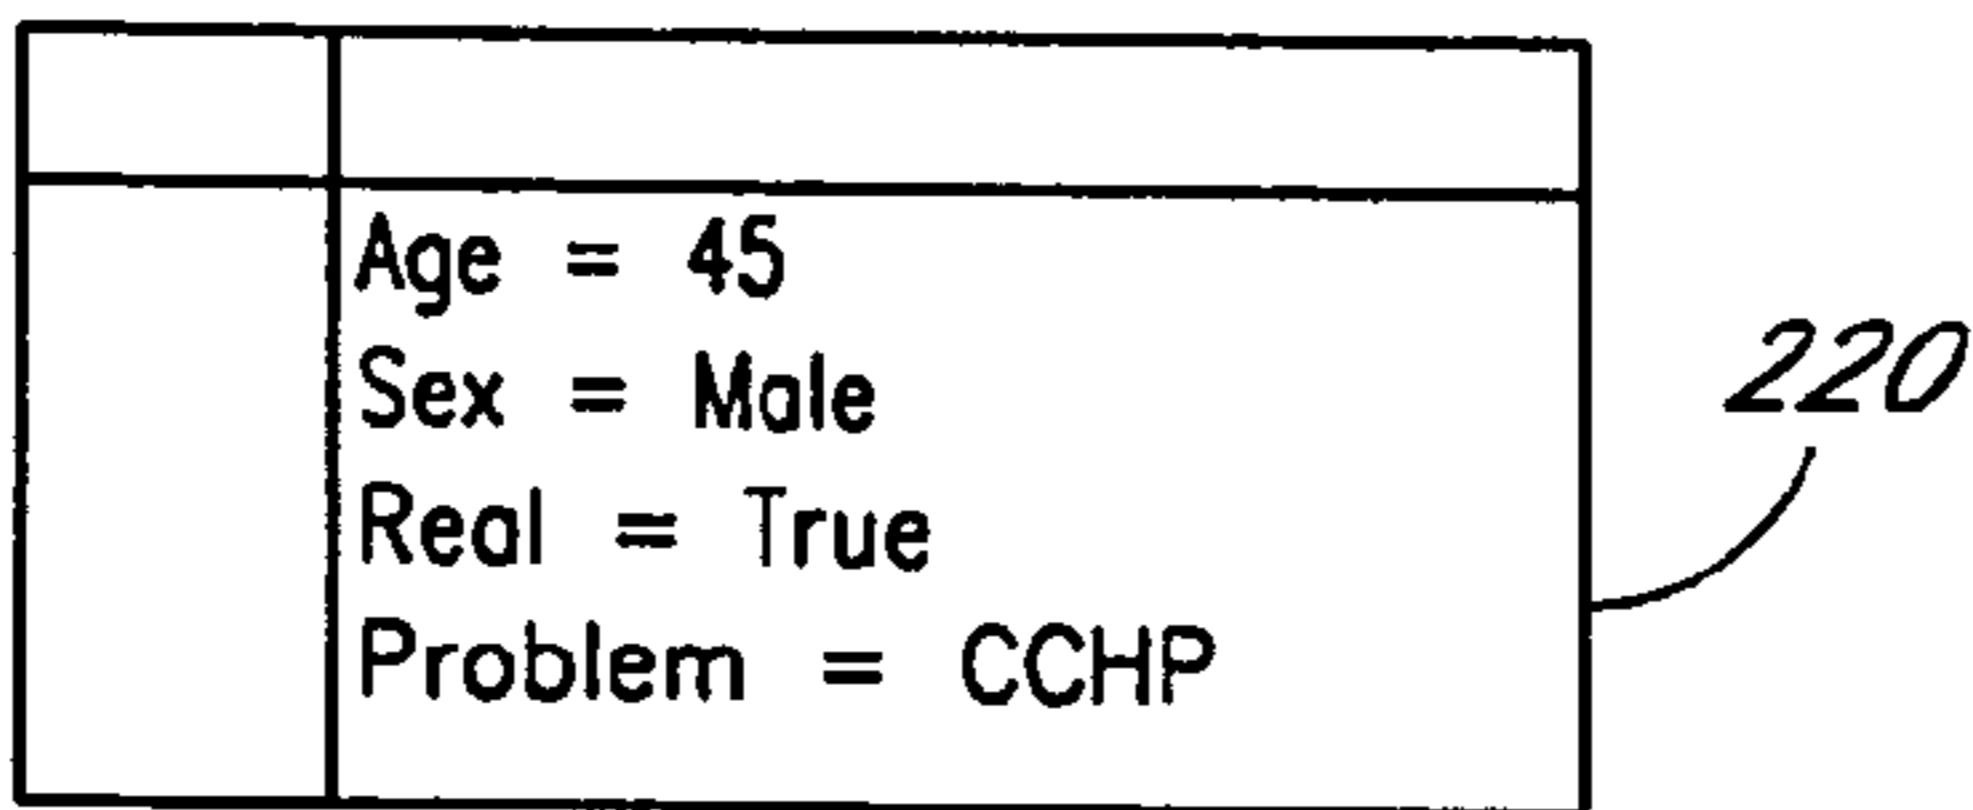 Age = 45
Sex = Male
Real = True
Problem = CCHP
220